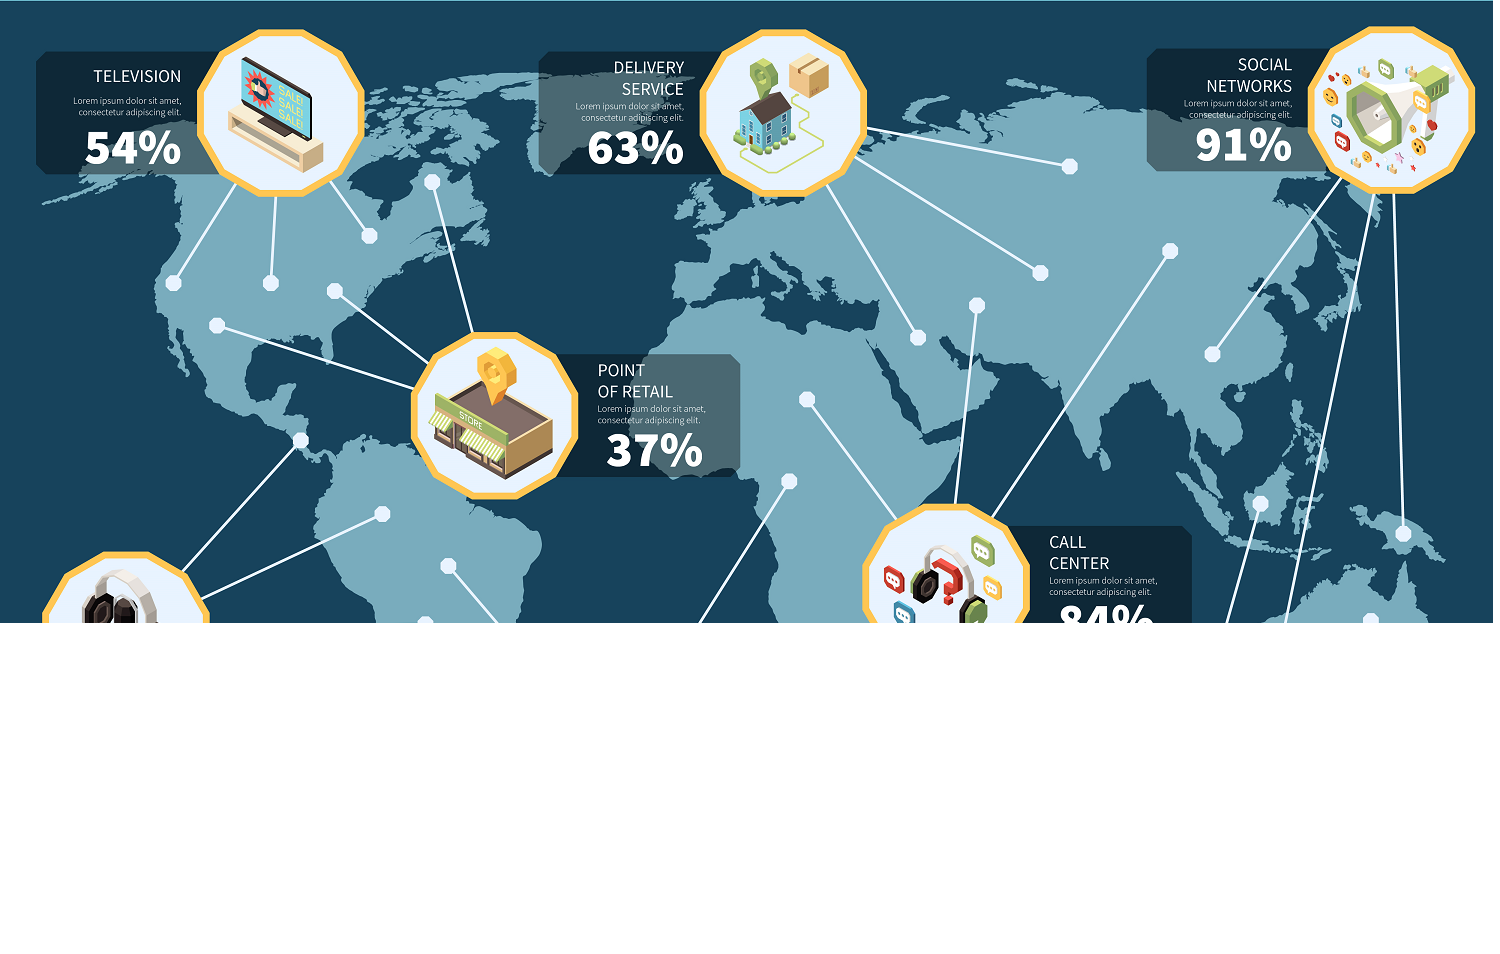 TELEVISION
Lorem ipsum dolor sit amet,
consectetur adipiscing elit.
54%
SALE!
SALE!
SALE!
DELIVERY
SERVICE
Lorem ipsum dolor sit amet,
consectetur adipiscing elit.
63%
SOCIAL
NETWORKS
Lorem ipsum dolor sit amet,
consectetur adipiscing elit.
91%
STORE
POINT
OF RETAIL
Lorem ipsum dolor sit amet,
consectetur adipiscing elit.
37%
CALL
CENTER
Lorem ipsum dolor sit amet,
consectetur adipiscing elit.
84%